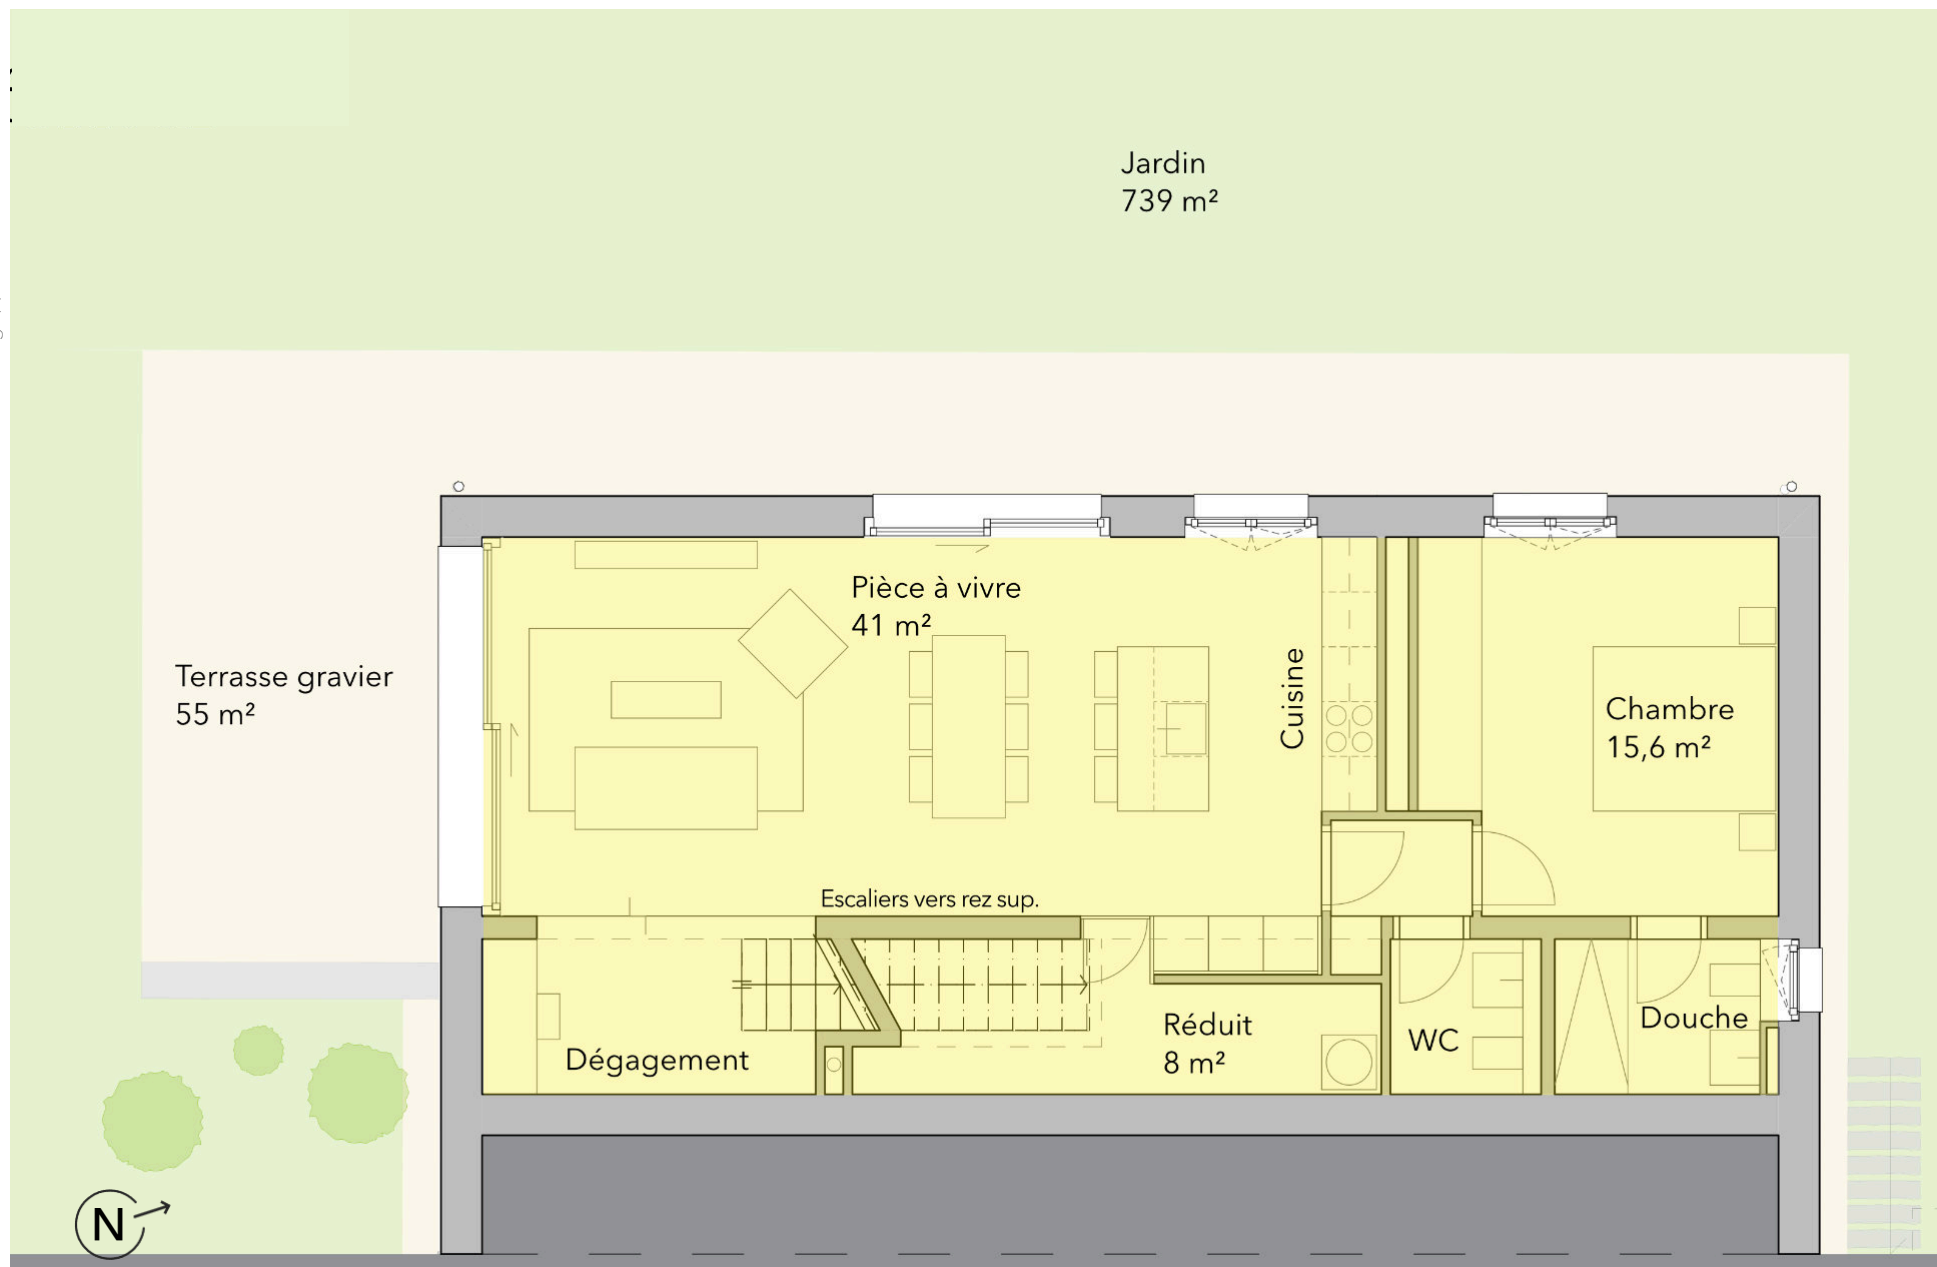 Jardin
739 m²
Pièce à vivre
41 m²
Terrasse gravier
55 m²
Cuisine
Chambre
15,6 m²
Escaliers vers rez sup.
Dégagement
Réduit
8 m²
WC
Douche
N